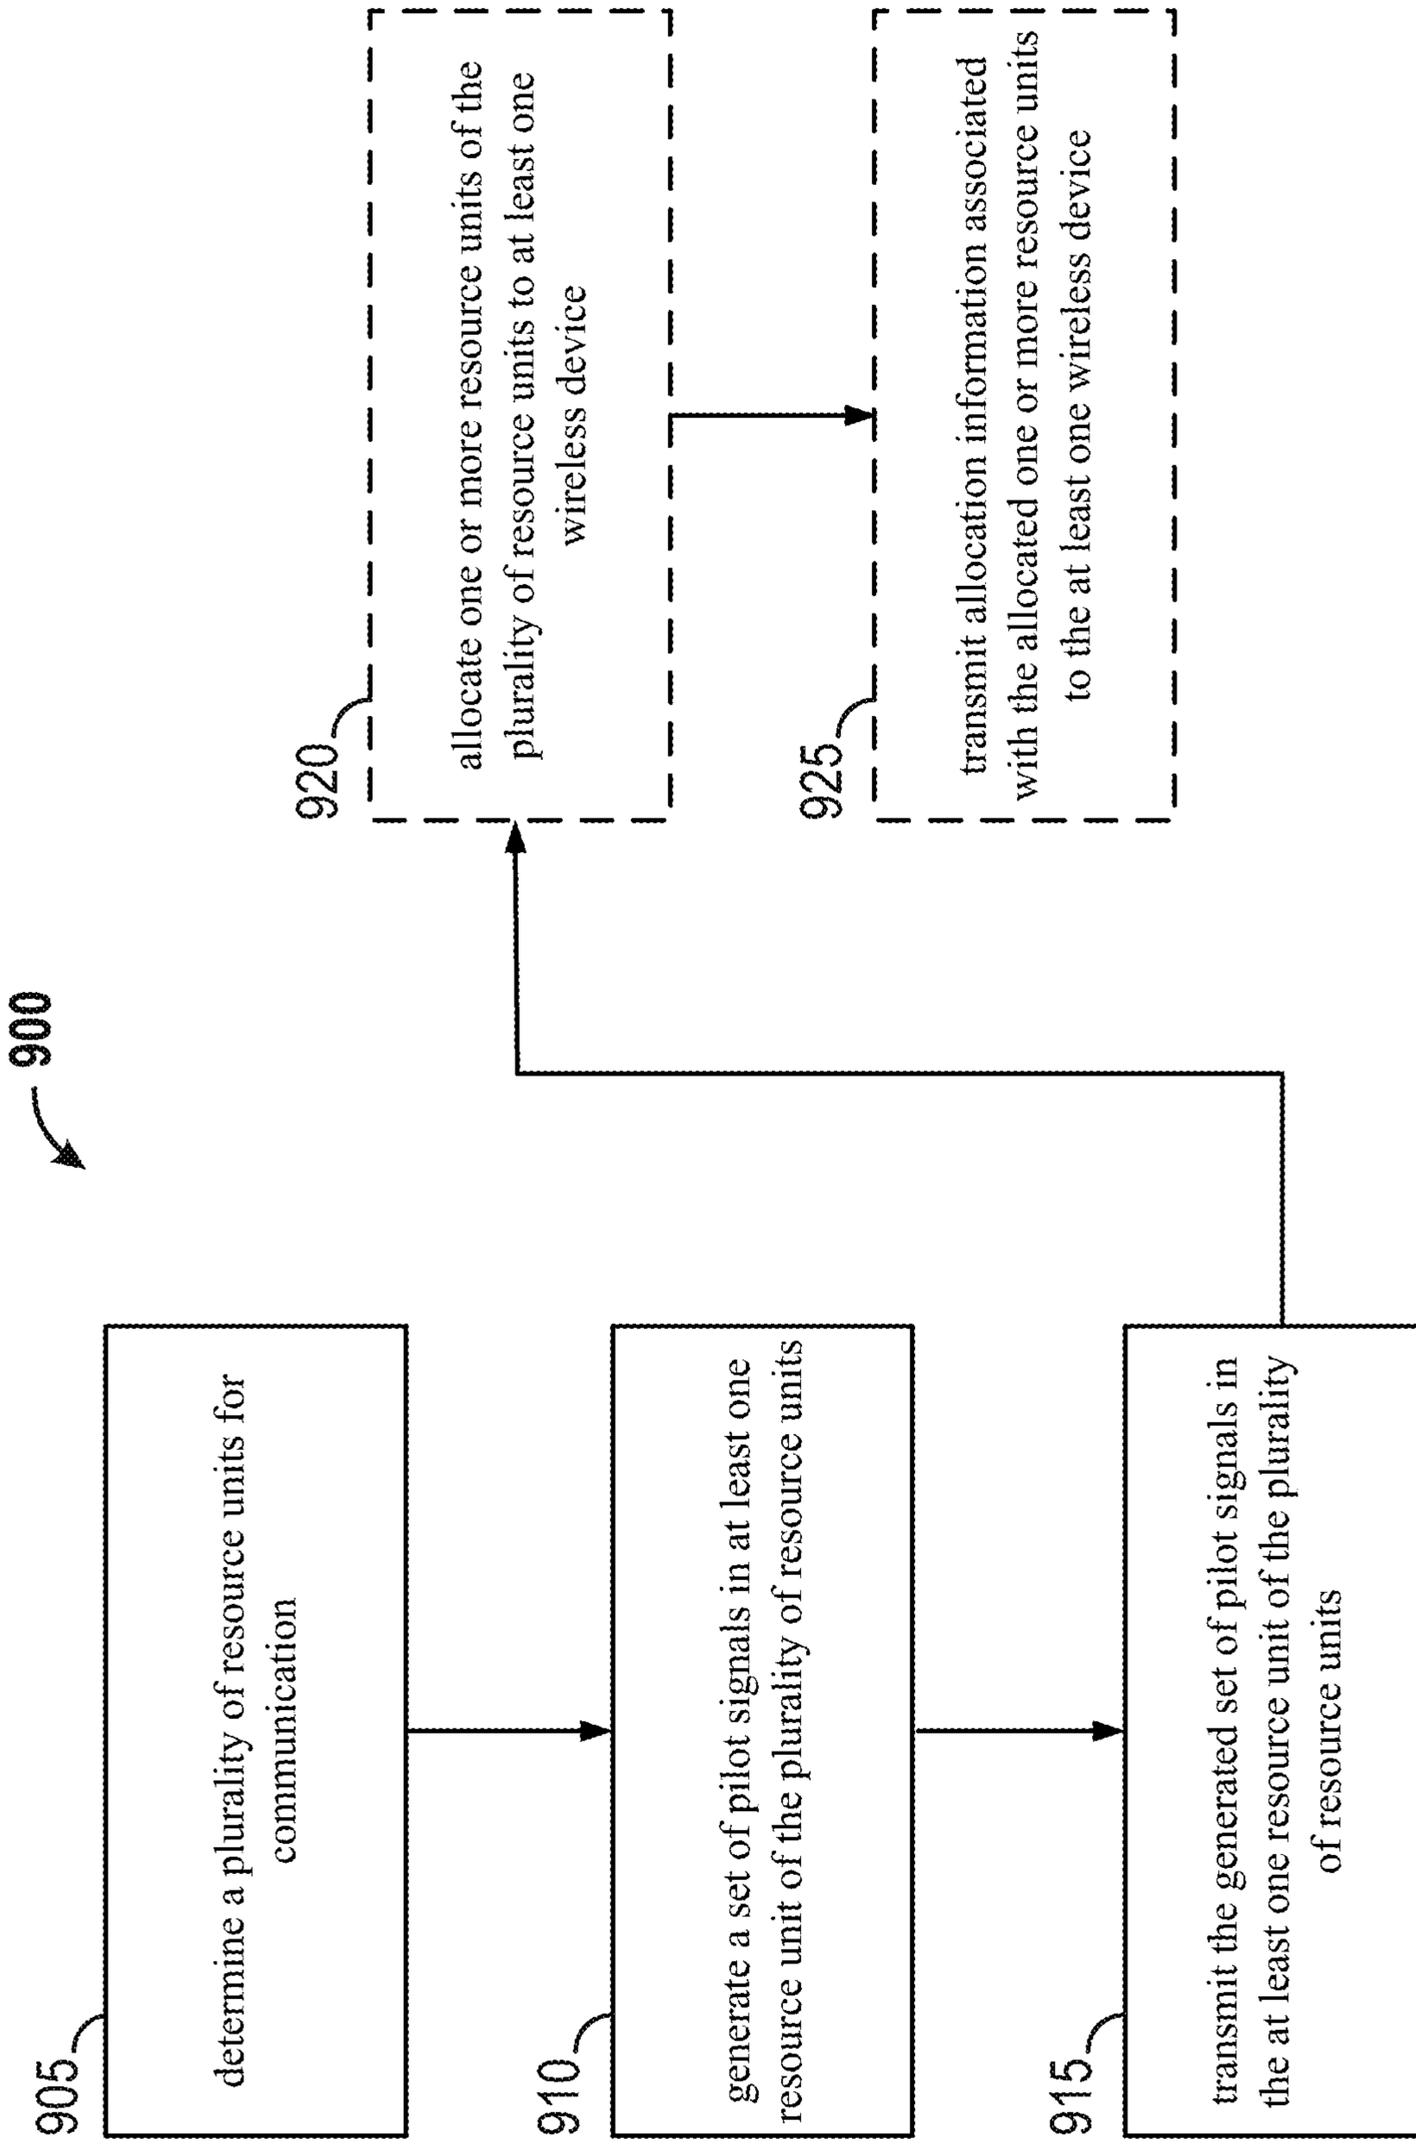 900
905
determine a plurality of resource units for
communication
910
generate a set of pilot signals in at least one
resource unit of the plurality of resource units
915
transmit the generated set of pilot signals in
the at least one resource unit of the plurality
of resource units
920
allocate one or more resource units of the
plurality of resource units to at least one
wireless device
925
transmit allocation information associated
with the allocated one or more resource units
to the at least one wireless device